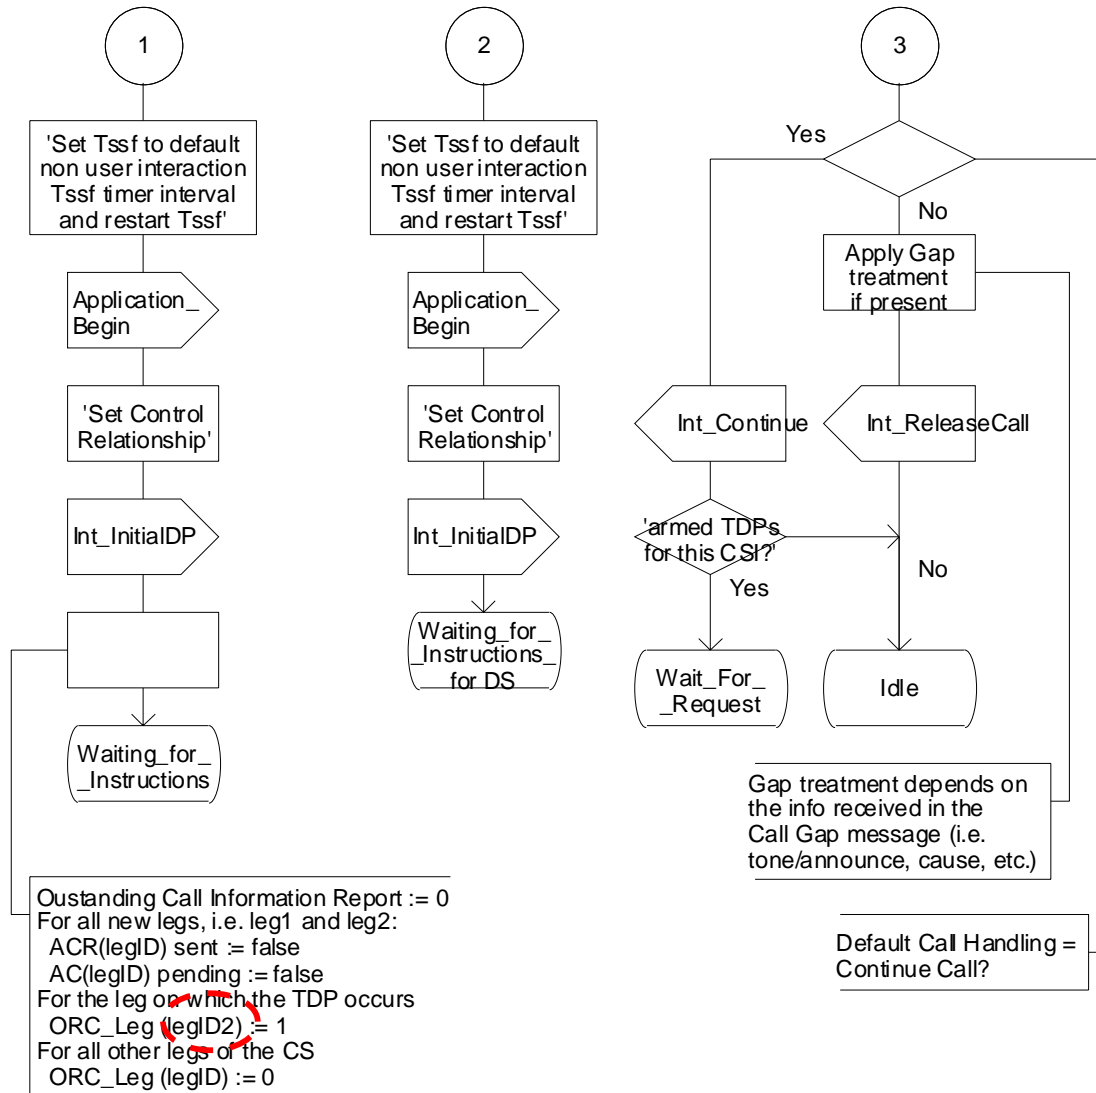 1
'Set Tssf to default
non user interaction
Tssf timer interval
and restart Tssf'
Application_
Begin
'Set Control
Relationship'
Int_InitialDP
Waiting_for_
_Instructions
Oustanding Call Information Report := 0
For all new legs, i.e. leg1 and leg2:
ACR(legID) sent := false
AC(legID) pending := false
For the leg on which the TDP occurs
ORC_Leg (legID2) := 1
For all other legs of the CS
ORC_Leg (legID) := 0
2
'Set Tssf to default
non user interaction
Tssf timer interval
and restart Tssf'
Application_
Begin
'Set Control
Relationship'
Int_InitialDP
Waiting_for_
_Instructions_
for DS
3
Yes
No
Apply Gap
treatment
if present
Int_Continue
Int_ReleaseCall
'armed TDPs
for this CSI?'
No
Yes
Wait_For_
_Request
Idle
Gap treatment depends on
the info received in the
Call Gap message (i.e.
tone/announce, cause, etc.)
Default Call Handling =
Continue Call?